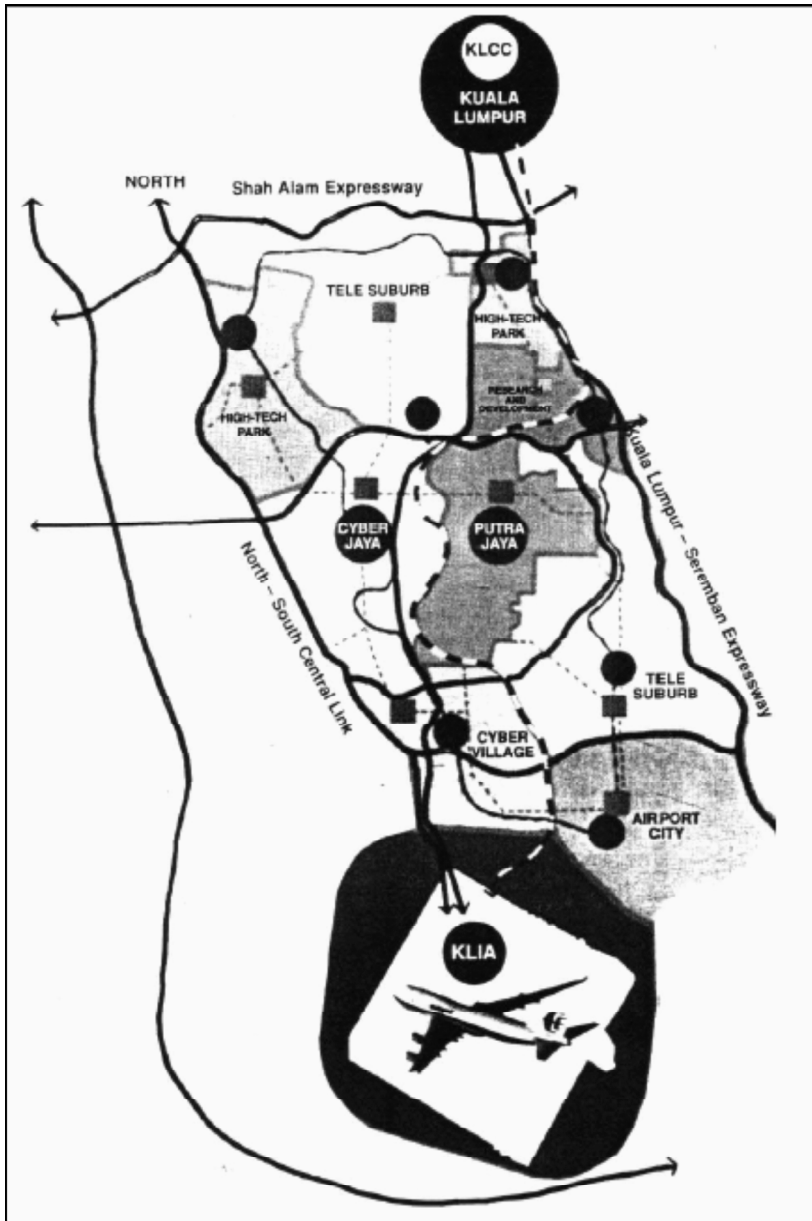 KLCC
KUALA
LUMPUR
NORTH
Shah Alam Expressway
TELE SUBURB
HIGH-TECH
PARK
RESEARCH
AND
DEVELOPMENT
HIGH-TECH
PARK
Kuala Lumpur – Seremban Expressway
CYBER
JAYA
PUTRA
JAYA
North – South Central Link
TELE
SUBURB
CYBER
VILLAGE
AIRPORT
CITY
KLIA